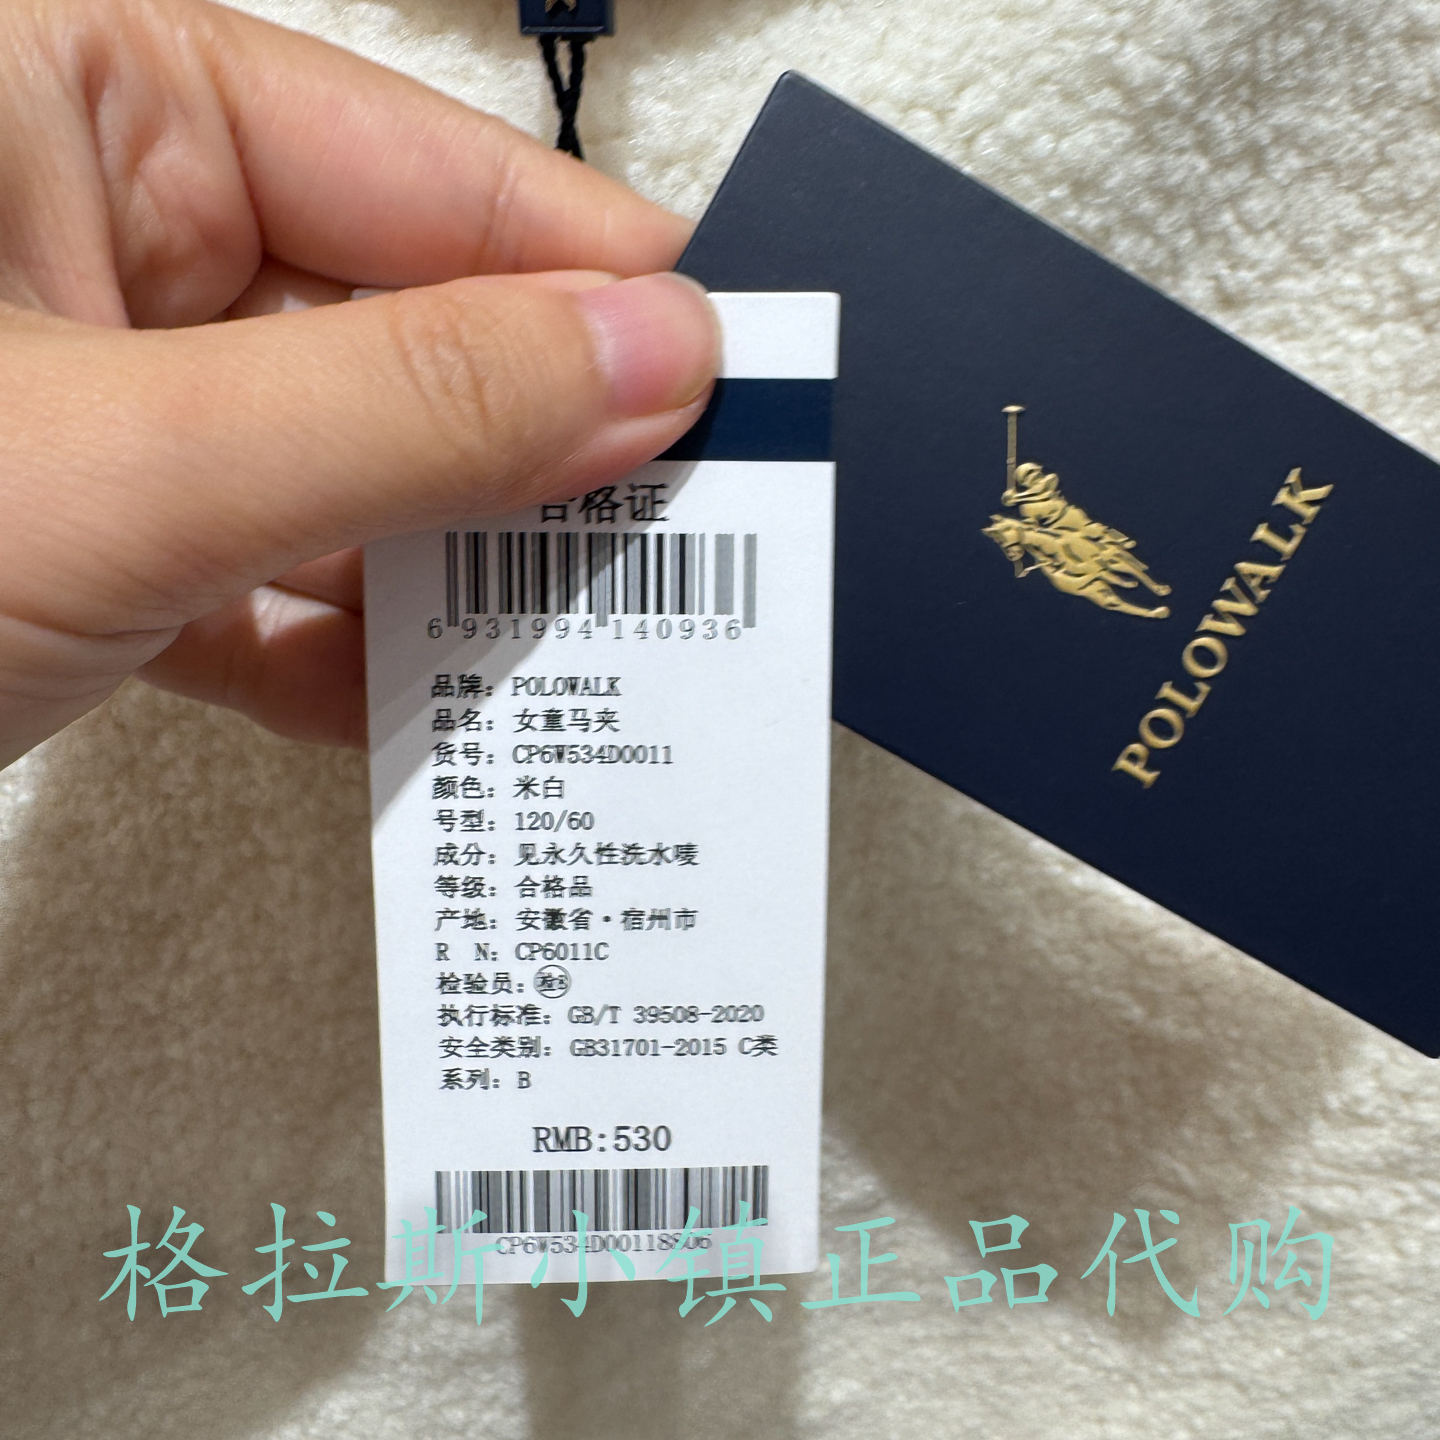 合格证
6 931994 140936
品牌：POLOWALK
品名：女童马夹
货号：CP6W534D0011
颜色：米白
号型：120/60
成分：见永久性洗水唛
等级：合格品
产地：安徽省·宿州市
R N：CP6011C
检验员：
执行标准：GB/T 39508-2020
安全类别：GB31701-2015 C类
系列：B
RMB:530
POLOWALK
格拉斯小镇正品代购